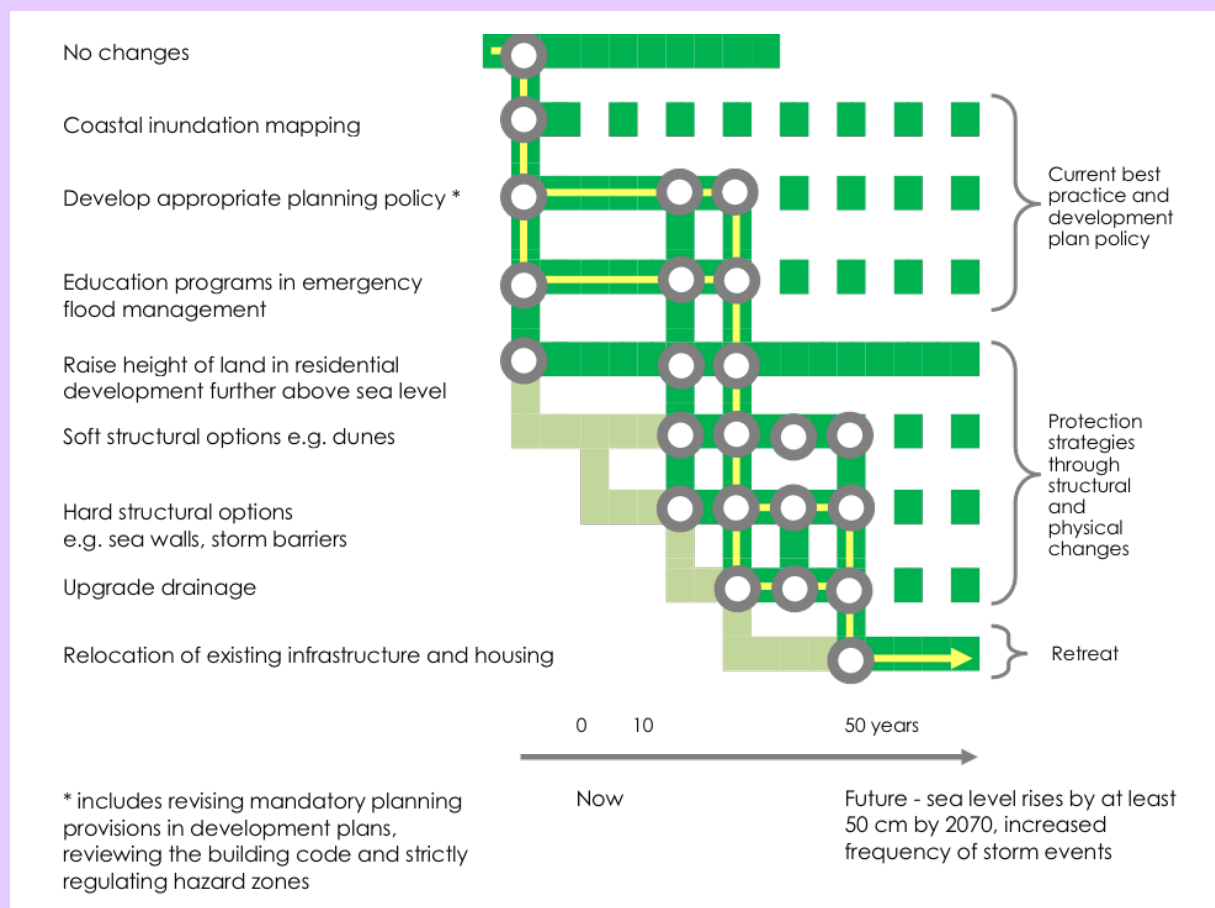 No changes
Coastal inundation mapping
Develop appropriate planning policy *
Education programs in emergency
flood management
Raise height of land in residential
development further above sea level
Soft structural options e.g. dunes
Hard structural options
e.g. sea walls, storm barriers
Upgrade drainage
Relocation of existing infrastructure and housing
Current best
practice and
development
plan policy
Protection
strategies
through
structural
and
physical
changes
Retreat
0 10 50 years
Now
Future - sea level rises by at least
50 cm by 2070, increased
frequency of storm events
* includes revising mandatory planning
provisions in development plans,
reviewing the building code and strictly
regulating hazard zones